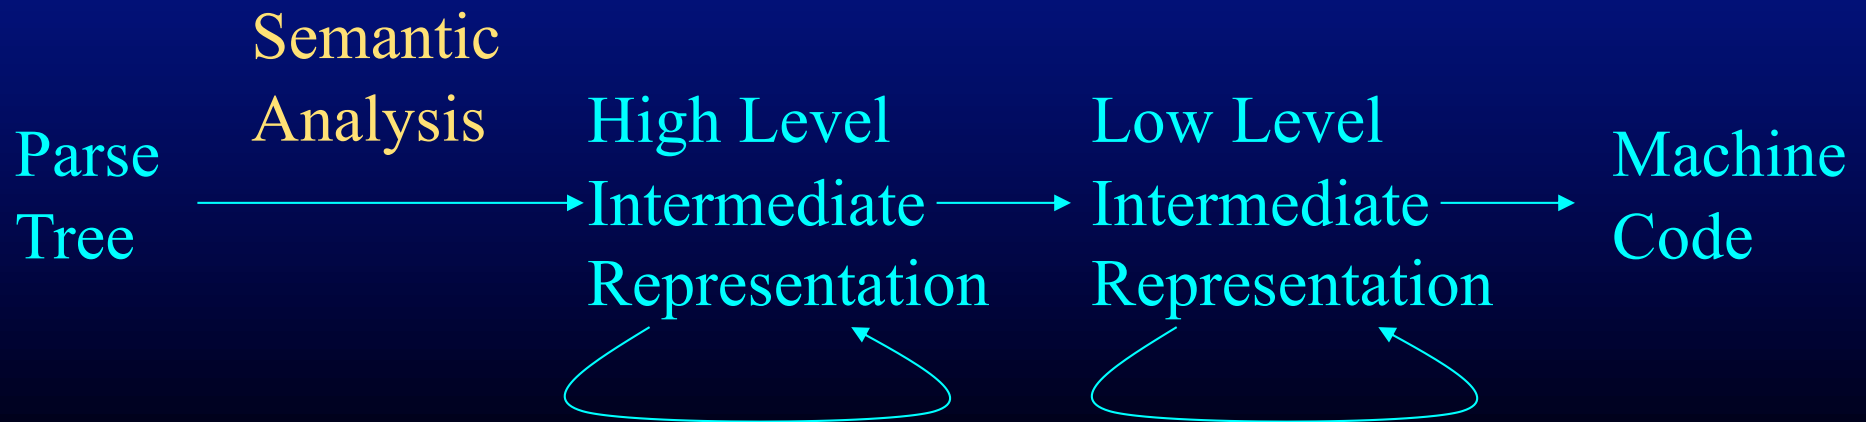 Semantic
Analysis
Parse
Tree
High Level
Intermediate
Representation
Low Level
Intermediate
Representation
Machine
Code